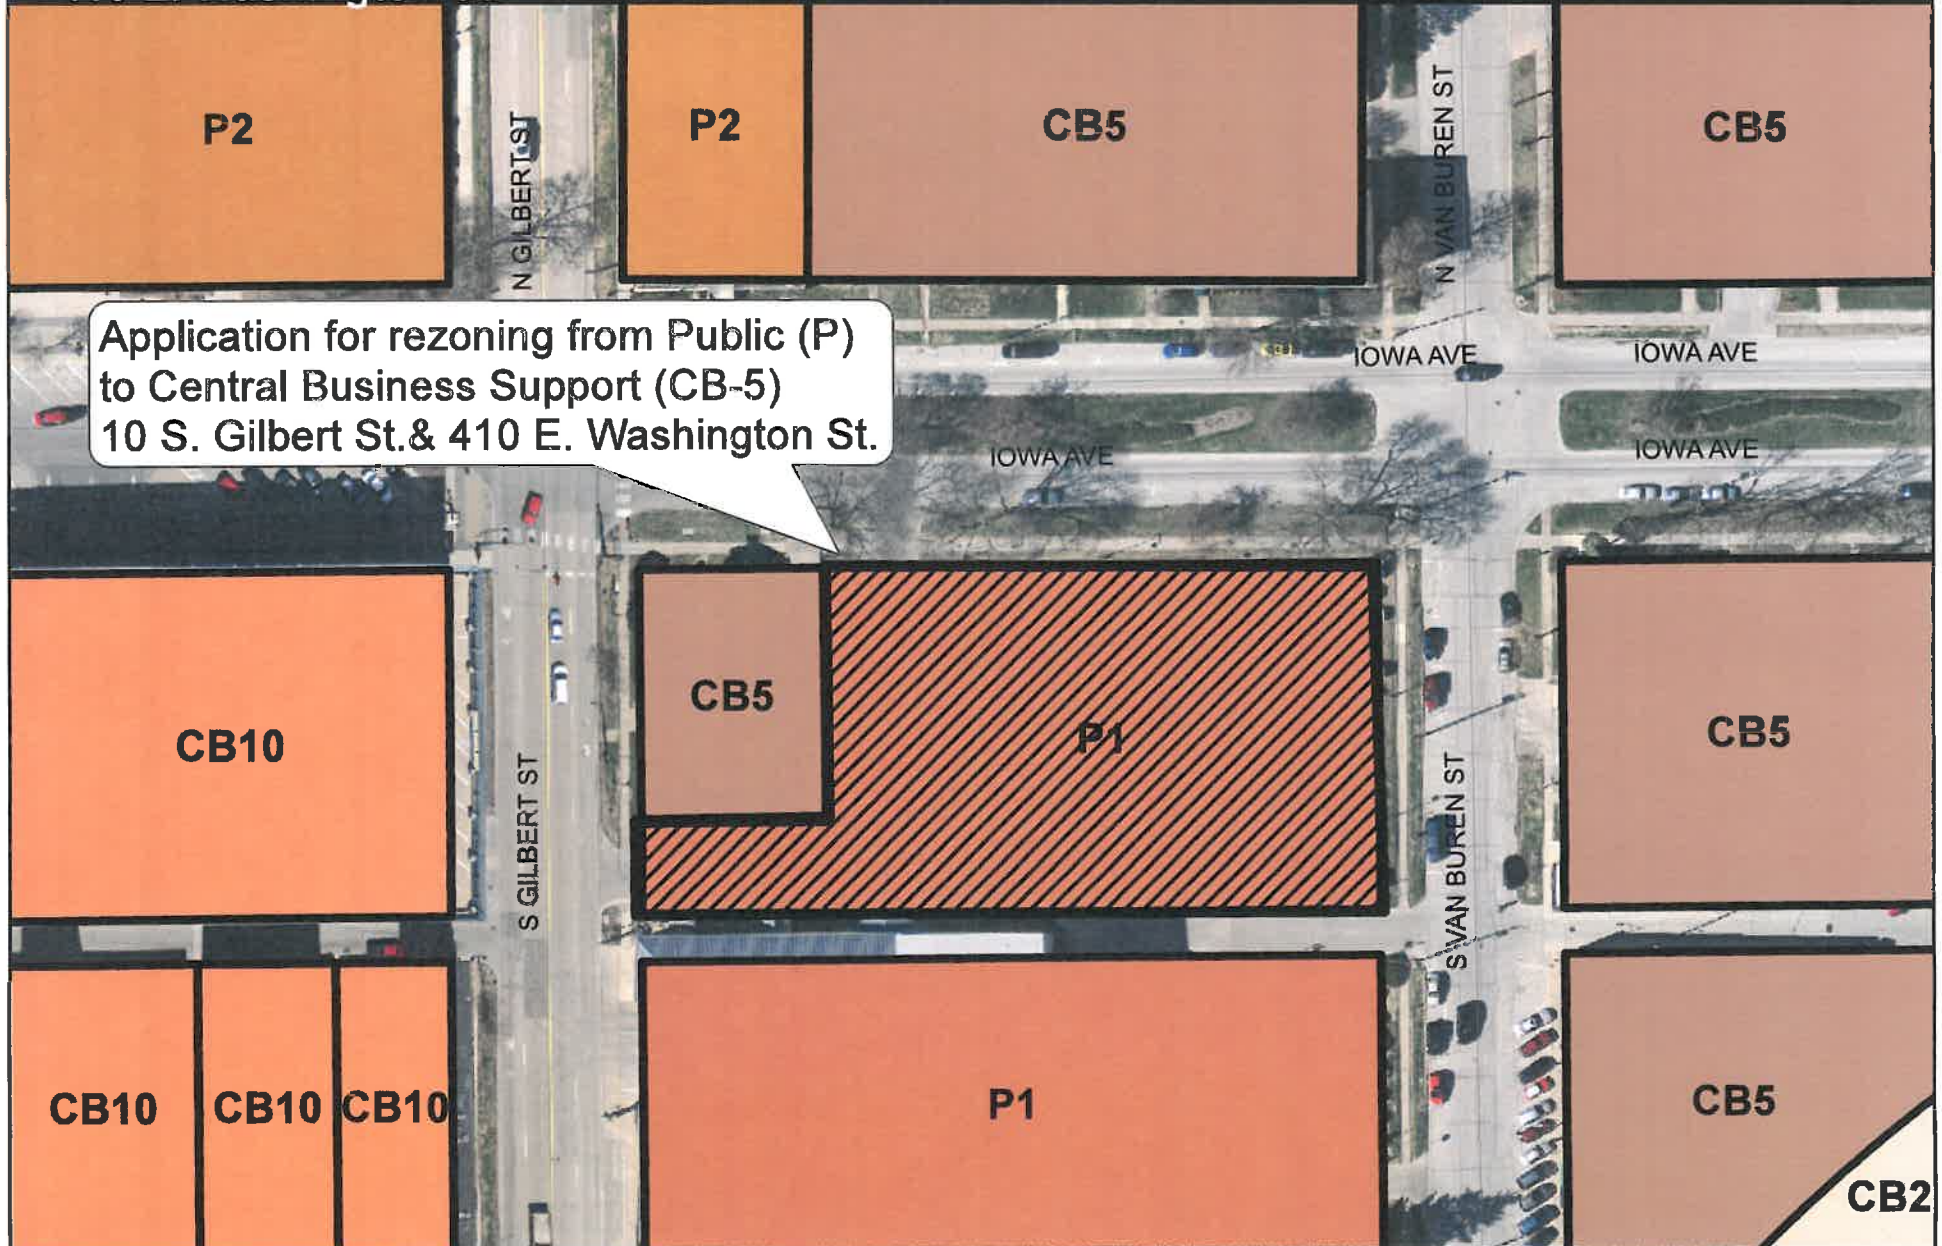 P2
P2
CB5
CB5
N GILBERT ST
N VAN BUREN ST
Application for rezoning from Public (P)
to Central Business Support (CB-5)
10 S. Gilbert St.& 410 E. Washington St.
IOWA AVE
IOWA AVE
IOWA AVE
IOWA AVE
CB10
CB5
P1
CB5
S GILBERT ST
S VAN BUREN ST
CB10
CB10
CB10
P1
CB5
CB2